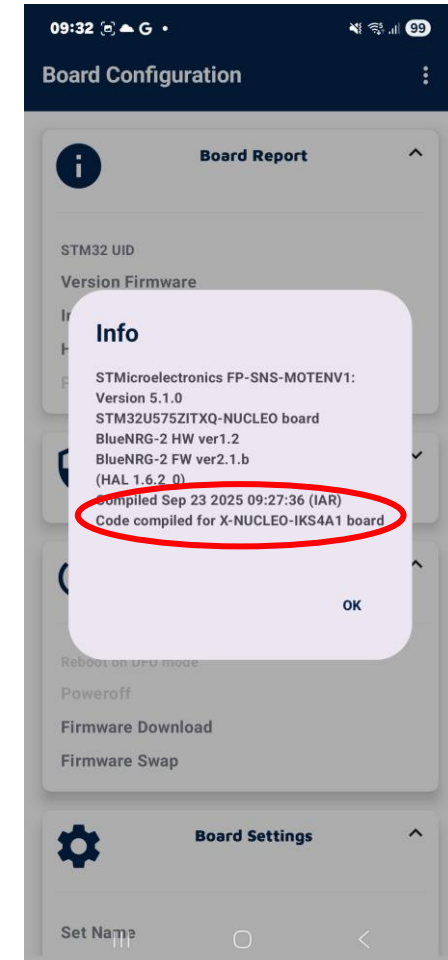 09:32 G •
99
Board Configuration
Board Report
STM32 UID
Version Firmware
Info
STMicroelectronics FP-SNS-MOTENV1:
Version 5.1.0
STM32U575ZITXQ-NUCLEO board
BlueNRG-2 HW ver1.2
BlueNRG-2 FW ver2.1.b
(HAL 1.6.2_0)
Compiled Sep 23 2025 09:27:36 (IAR)
Code compiled for X-NUCLEO-IKS4A1 board
OK
Reboot on DFU mode
Poweroff
Firmware Download
Firmware Swap
Board Settings
Set Name